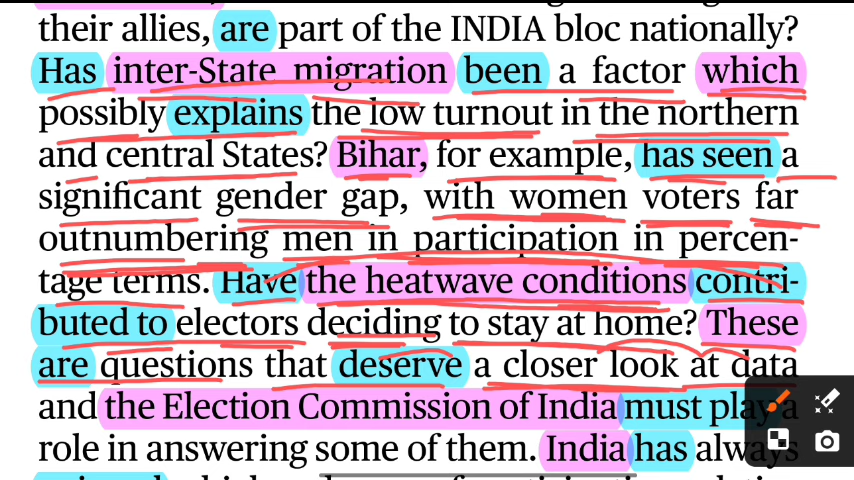 their allies, are part of the INDIA bloc nationally?
Has inter-State migration been a factor which
possibly explains the low turnout in the northern
and central States? Bihar, for example, has seen a
significant gender gap, with women voters far
outnumbering men in participation in percen-
tage terms. Have the heatwave conditions contri-
buted to electors deciding to stay at home? These
are questions that deserve a closer look at data
and the Election Commission of India must play a
role in answering some of them. India has always